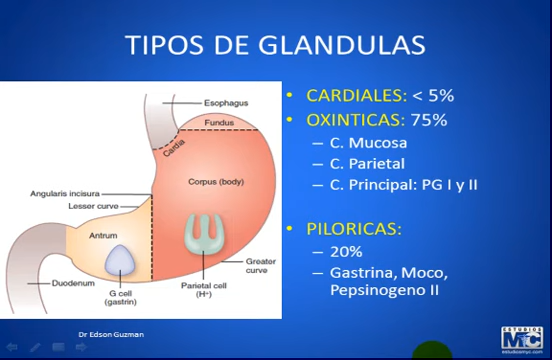 TIPOS DE GLANDULAS
Esophagus
Fundus
Cardia
Corpus (body)
Angularis incisura
Lesser curve
Antrum
Greater
curve
Duodenum
G cell
(gastrin)
Parietal cell
(H+)
• CARDIALES: < 5%
• OXINTICAS: 75%
– C. Mucosa
– C. Parietal
– C. Principal: PG I y II
• PILORICAS:
– 20%
– Gastrina, Moco,
Pepsinogeno II
Dr Edson Guzman
ESTUDIOS
MyC
estudiosmyc.com